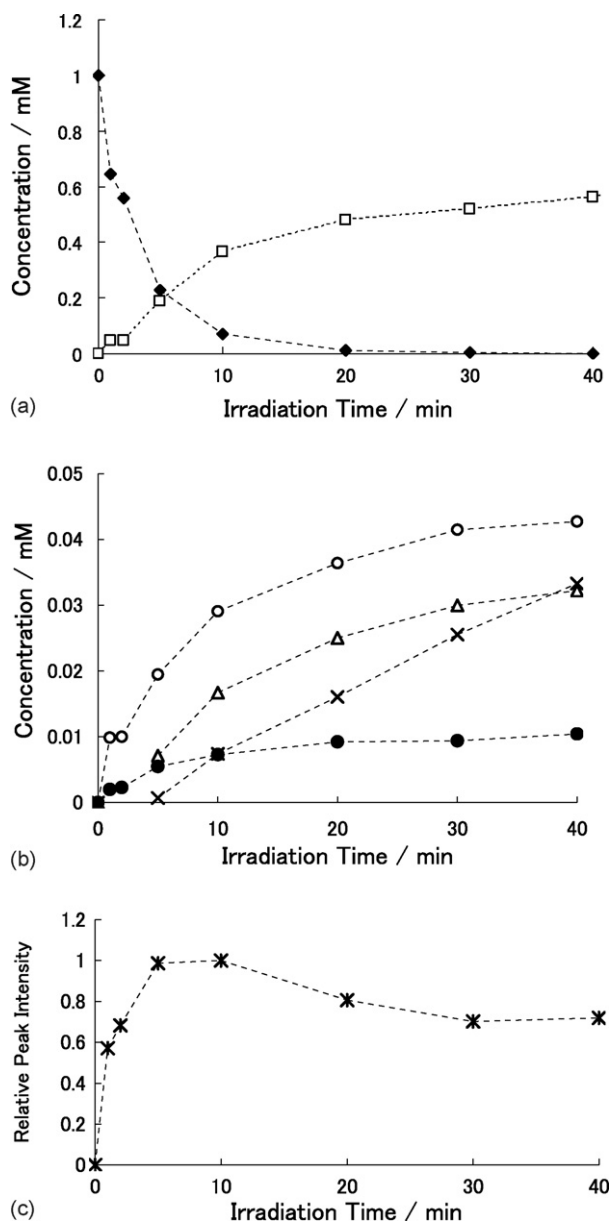 1.2
1
0.8
0.6
0.4
0.2
0
Concentration / mM
0 10 20 30 40
Irradiation Time / min
(a)
0.05
0.04
0.03
0.02
0.01
0
Concentration / mM
0 10 20 30 40
Irradiation Time / min
(b)
1.2
1
0.8
0.6
0.4
0.2
0
Relative Peak Intensity
0 10 20 30 40
Irradiation Time / min
(c)